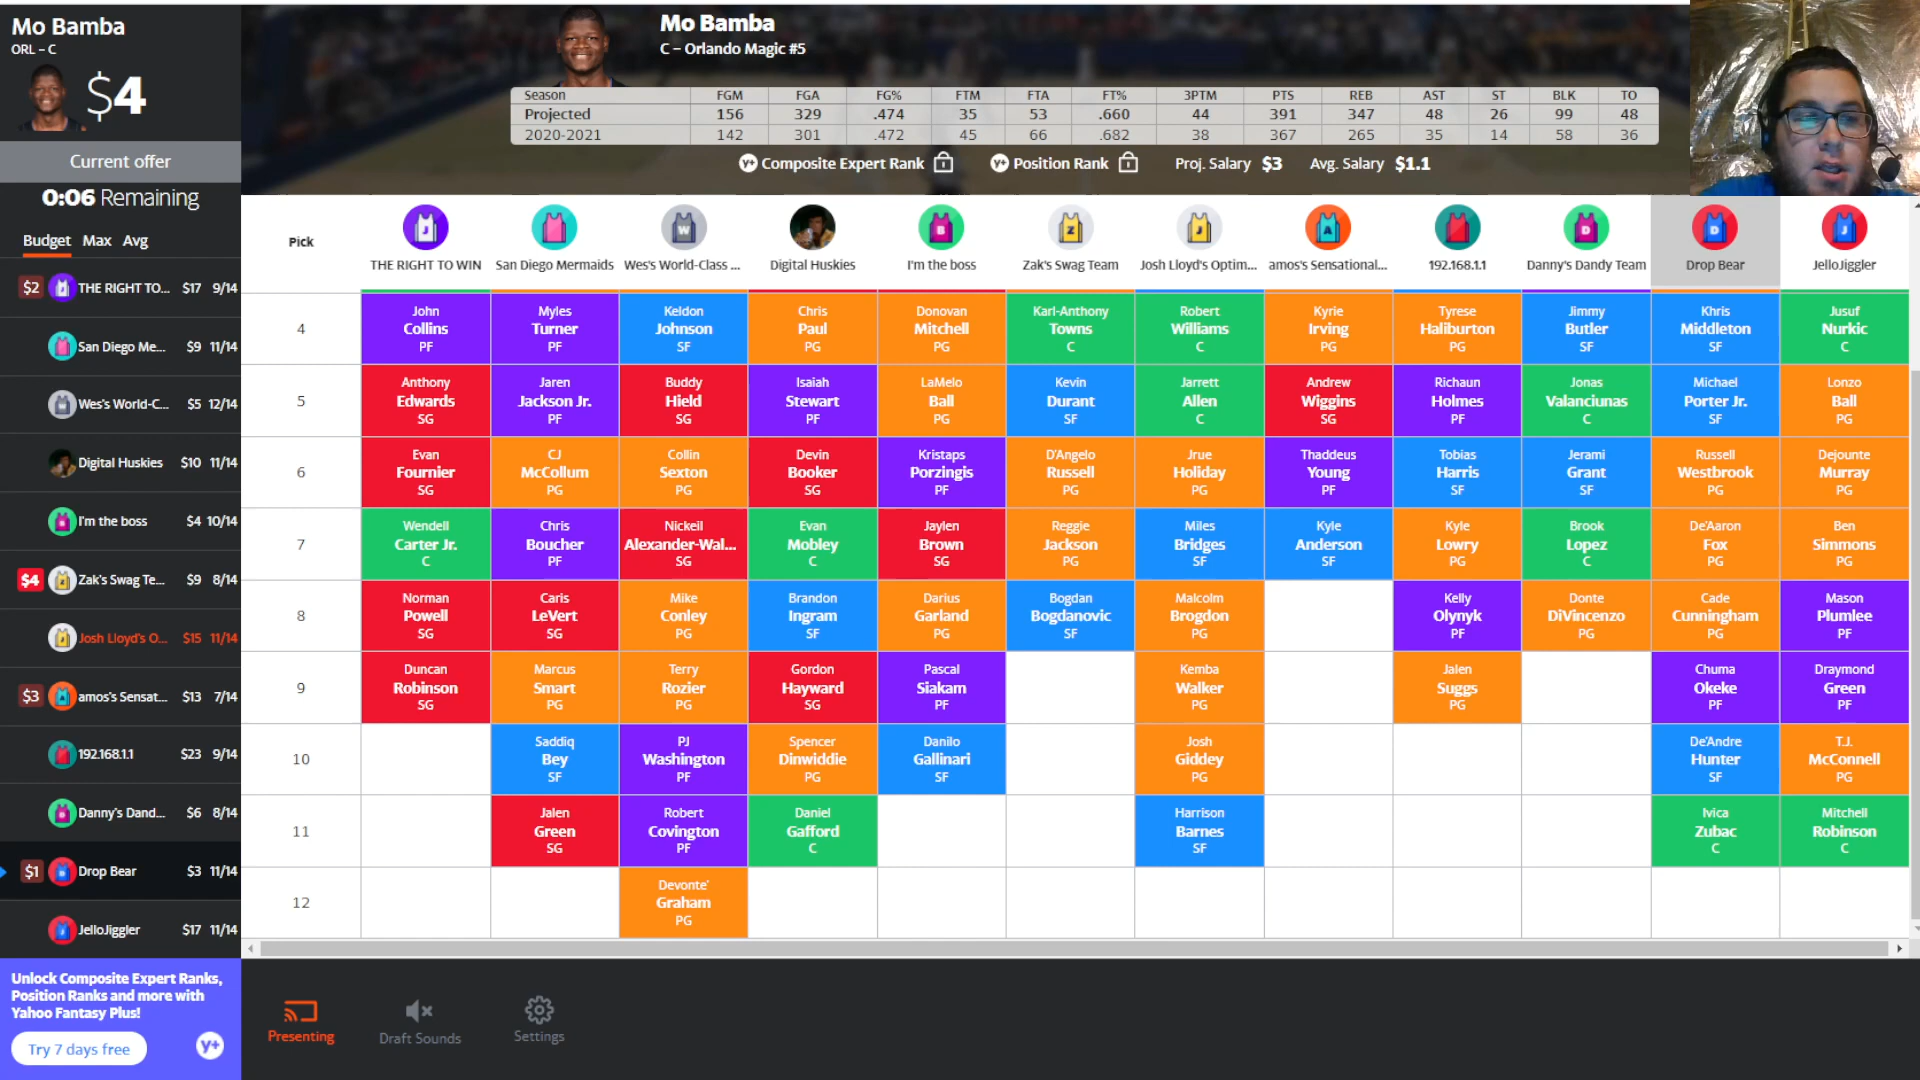 Mo Bamba
ORL – C
$4
Current offer
0:06 Remaining
Budget Max Avg
$2 THE RIGHT TO... $17 9/14
San Diego Me... $9 11/14
Wes's World-C... $5 12/14
Digital Huskies $10 11/14
I'm the boss $4 10/14
$4 Zak's Swag Te... $9 8/14
Josh Lloyd's O... $15 11/14
$3 amos's Sensat... $13 7/14
192.168.1.1 $23 9/14
Danny's Dand... $6 8/14
$1 Drop Bear $3 11/14
JelloJiggler $17 11/14
Unlock Composite Expert Ranks,
Position Ranks and more with
Yahoo Fantasy Plus!
Try 7 days free y+
Mo Bamba
C – Orlando Magic #5
Season FGM FGA FG% FTM FTA FT% 3PTM PTS REB AST ST BLK TO
Projected 156 329 .474 35 53 .660 44 391 347 48 26 99 48
2020-2021 142 301 .472 45 66 .682 38 367 265 35 14 58 36
y+ Composite Expert Rank y+ Position Rank Proj. Salary $3 Avg. Salary $1.1
J W B Z J A D D J
Pick THE RIGHT TO WIN San Diego Mermaids Wes's World-Class ... Digital Huskies I'm the boss Zak's Swag Team Josh Lloyd's Optim... amos's Sensational... 192.168.1.1 Danny's Dandy Team Drop Bear JelloJiggler
John Myles Keldon Chris Donovan Karl-Anthony Robert Kyrie Tyrese Jimmy Khris Jusuf
4 Collins Turner Johnson Paul Mitchell Towns Williams Irving Haliburton Butler Middleton Nurkic
PF PF SF PG PG C C PG PG SF SF C
Anthony Jaren Buddy Isaiah LaMelo Kevin Jarrett Andrew Richaun Jonas Michael Lonzo
5 Edwards Jackson Jr. Hield Stewart Ball Durant Allen Wiggins Holmes Valanciunas Porter Jr. Ball
SG PF SG PF PG SF C SG PF C SF PG
Evan CJ Collin Devin Kristaps D'Angelo Jrue Thaddeus Tobias Jerami Russell Dejounte
6 Fournier McCollum Sexton Booker Porzingis Russell Holiday Young Harris Grant Westbrook Murray
SG PG PG SG PF PG PG PF SF SF PG PG
Wendell Chris Nickeil Evan Jaylen Reggie Miles Kyle Kyle Brook De'Aaron Ben
7 Carter Jr. Boucher Alexander-Wal... Mobley Brown Jackson Bridges Anderson Lowry Lopez Fox Simmons
C PF SG C SG PG SF SF PG C PG PG
Norman Caris Mike Brandon Darius Bogdan Malcolm Kelly Donte Cade Mason
8 Powell LeVert Conley Ingram Garland Bogdanovic Brogdon Olynyk DiVincenzo Cunningham Plumlee
SG SG PG SF PG SF PG PF PG PG PF
Duncan Marcus Terry Gordon Pascal Kemba Jalen Chuma Draymond
9 Robinson Smart Rozier Hayward Siakam Walker Suggs Okeke Green
SG PG PG SG PF PG PG PF PF
Saddiq PJ Spencer Danilo Josh De'Andre T.J.
10 Bey Washington Dinwiddie Gallinari Giddey Hunter McConnell
SF PF PG SF PG SF PG
Jalen Robert Daniel Harrison Ivica Mitchell
11 Green Covington Gafford Barnes Zubac Robinson
SG PF C SF C C
Devonte'
12 Graham
PG
Presenting Draft Sounds Settings